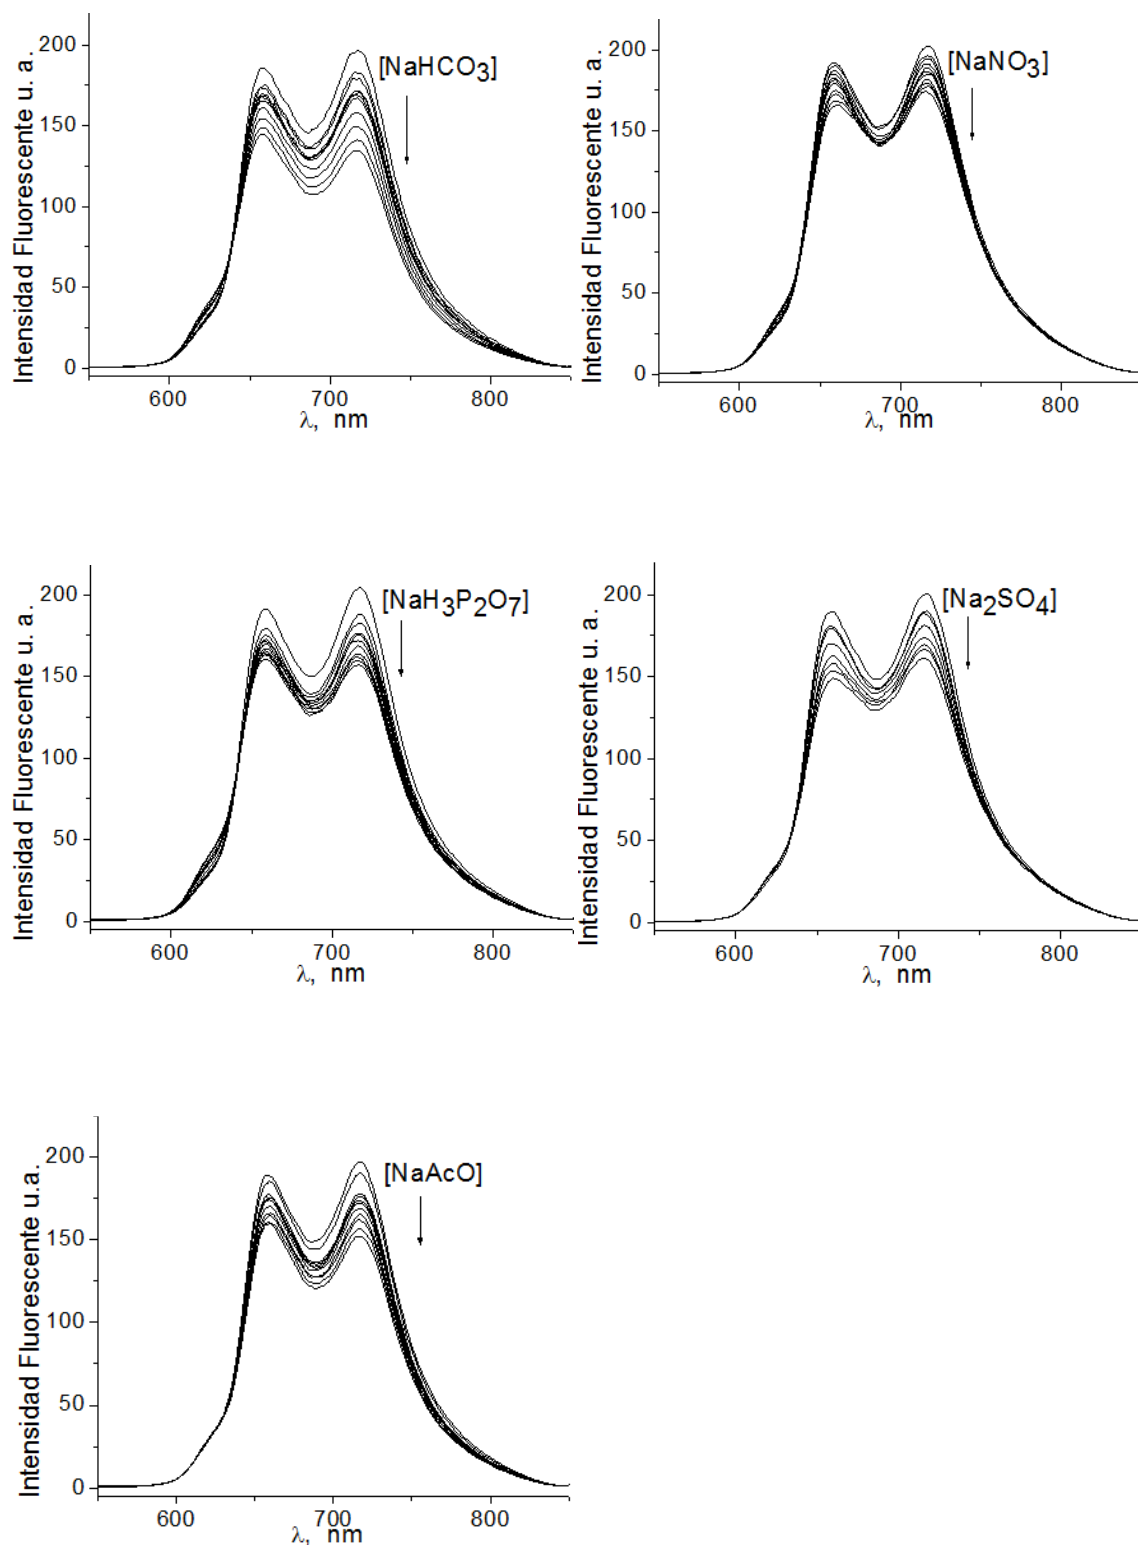 Intensidad Fluorescente u. a.
200
150
100
50
0
[NaHCO3]
600 700 800
λ, nm
Intensidad Fluorescente u. a.
200
150
100
50
0
[NaNO3]
600 700 800
λ, nm
Intensidad Fluorescente u. a.
200
150
100
50
0
[NaH3P2O7]
600 700 800
λ, nm
Intensidad Fluorescente u. a.
200
150
100
50
0
[Na2SO4]
600 700 800
λ, nm
Intensidad Fluorescente u.a.
200
150
100
50
0
[NaAcO]
600 700 800
λ, nm